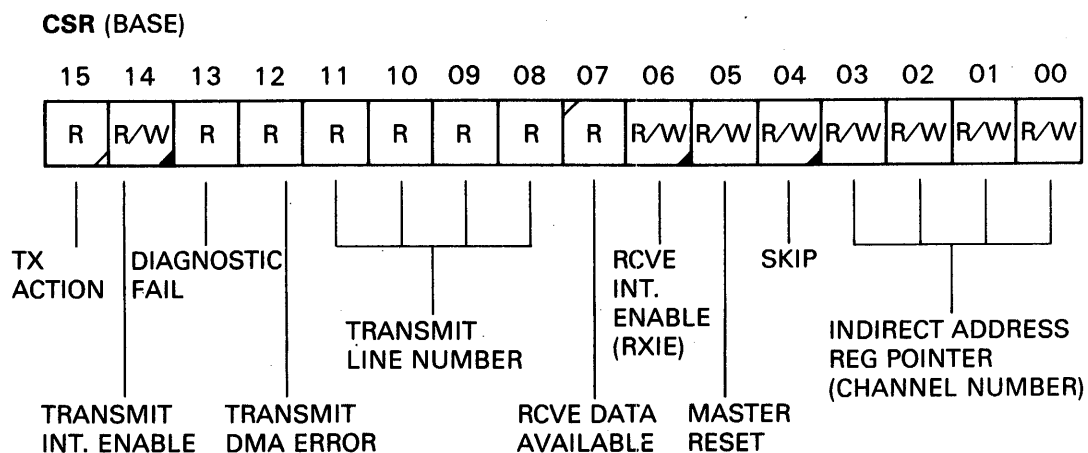 CSR (BASE)
15 14 13 12 11 10 09 08 07 06 05 04 03 02 01 00
R R/W R R R R R R R R/W R/W R/W R/W R/W R/W R/W
TX
ACTION
DIAGNOSTIC
FAIL
RCVE
INT.
ENABLE
(RXIE)
SKIP
TRANSMIT
LINE NUMBER
INDIRECT ADDRESS
REG POINTER
(CHANNEL NUMBER)
TRANSMIT
INT. ENABLE
TRANSMIT
DMA ERROR
RCVE DATA
AVAILABLE
MASTER
RESET